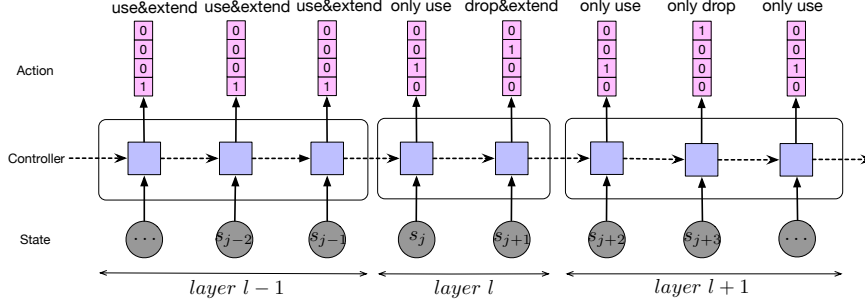 use&extend use&extend use&extend only use drop&extend only use only drop only use
Action
0 0 0 0 0 0 1 0
0 0 0 0 1 0 0 0
0 0 0 1 0 1 0 1
1 1 1 0 0 0 0 0
Controller
State
... s_{j-2} s_{j-1} s_j s_{j+1} s_{j+2} s_{j+3} ...
layer l − 1 layer l layer l + 1